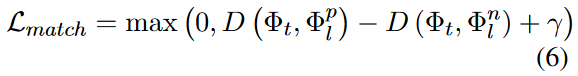 ℒ_match = max (0, D (Φ_t, Φ_l^p) − D (Φ_t, Φ_l^n) + γ)
(6)